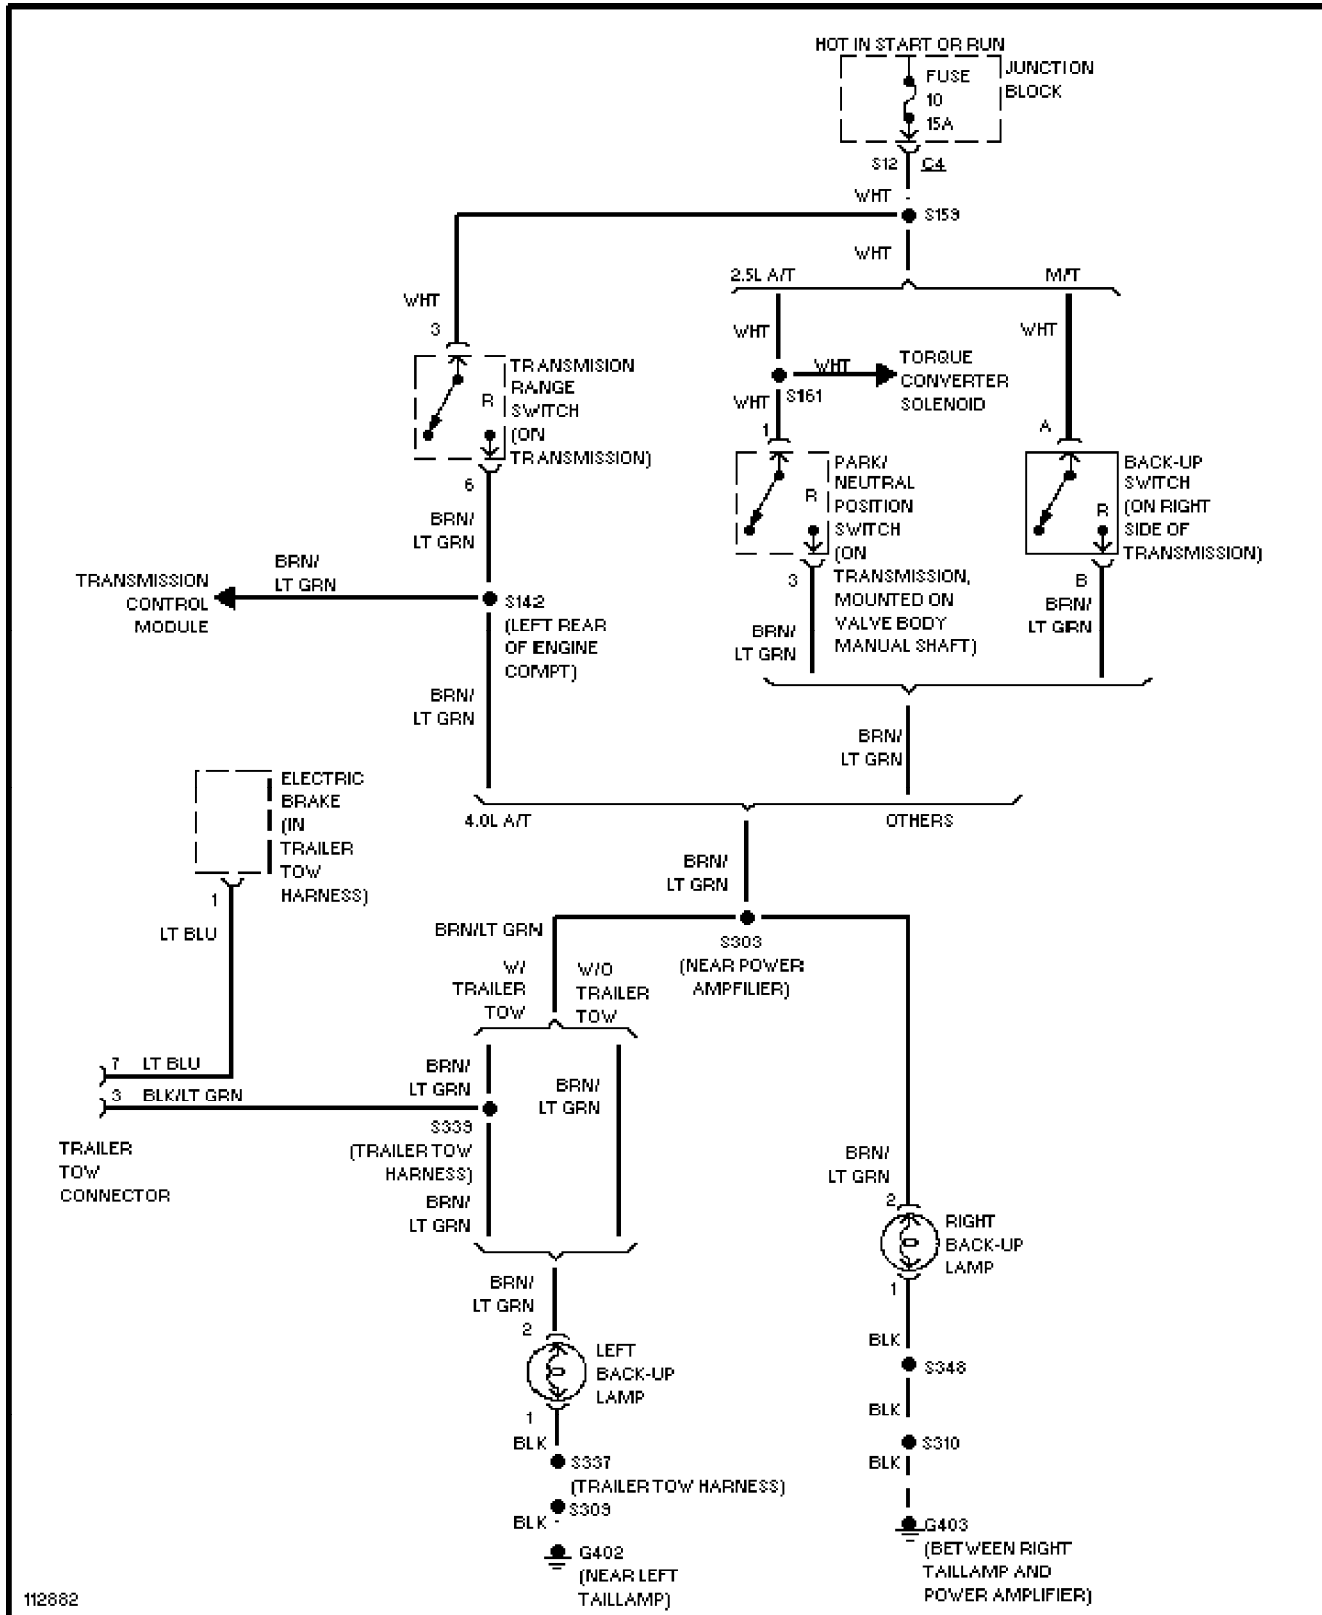 HOT IN START OR RUN
FUSE
10
15A
JUNCTION
BLOCK
S12 C4
WHT
S159
WHT
2.5L A/T
M/T
WHT
3
TRANSMISION
RANGE
SWITCH
(ON
TRANSMISSION)
R
6
WHT
WHT
TORQUE
CONVERTER
SOLENOID
S161
WHT
1
PARK/
NEUTRAL
POSITION
SWITCH
(ON
TRANSMISSION,
MOUNTED ON
VALVE BODY
MANUAL SHAFT)
R
3
WHT
A
BACK-UP
SWITCH
(ON RIGHT
SIDE OF
TRANSMISSION)
R
B
BRN/
LT GRN
BRN/
LT GRN
BRN/
LT GRN
BRN/
LT GRN
TRANSMISSION
CONTROL
MODULE
S142
(LEFT REAR
OF ENGINE
COMPT)
BRN/
LT GRN
BRN/
LT GRN
4.0L A/T
OTHERS
ELECTRIC
BRAKE
(IN
TRAILER
TOW
HARNESS)
1
LT BLU
BRN/
LT GRN
BRN/LT GRN
S303
(NEAR POWER
AMPFILIER)
W/
TRAILER
TOW
W/O
TRAILER
TOW
7 LT BLU
3 BLK/LT GRN
TRAILER
TOW
CONNECTOR
BRN/
LT GRN
BRN/
LT GRN
S339
(TRAILER TOW
HARNESS)
BRN/
LT GRN
BRN/
LT GRN
2
RIGHT
BACK-UP
LAMP
1
BRN/
LT GRN
2
LEFT
BACK-UP
LAMP
1
BLK
S348
BLK
S310
BLK
G403
(BETWEEN RIGHT
TAILLAMP AND
POWER AMPLIFIER)
BLK
S337
(TRAILER TOW HARNESS)
S309
BLK
G402
(NEAR LEFT
TAILLAMP)
112882